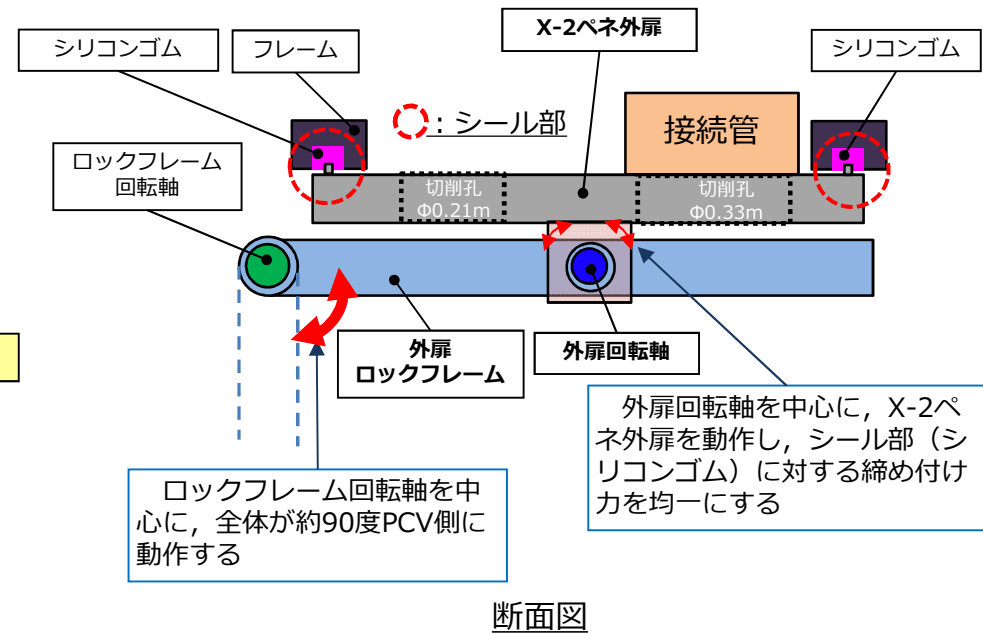 X-2ペネ外扉
シリコンゴム
フレーム
シリコンゴム
：シール部
接続管
ロックフレーム
回転軸
切削孔
Φ0.21m
切削孔
Φ0.33m
外扉
ロックフレーム
外扉回転軸
外扉回転軸を中心に，X-2ペ
ネ外扉を動作し，シール部（シ
リコンゴム）に対する締め付け
力を均一にする
ロックフレーム回転軸を中
心に，全体が約90度PCV側に
動作する
断面図